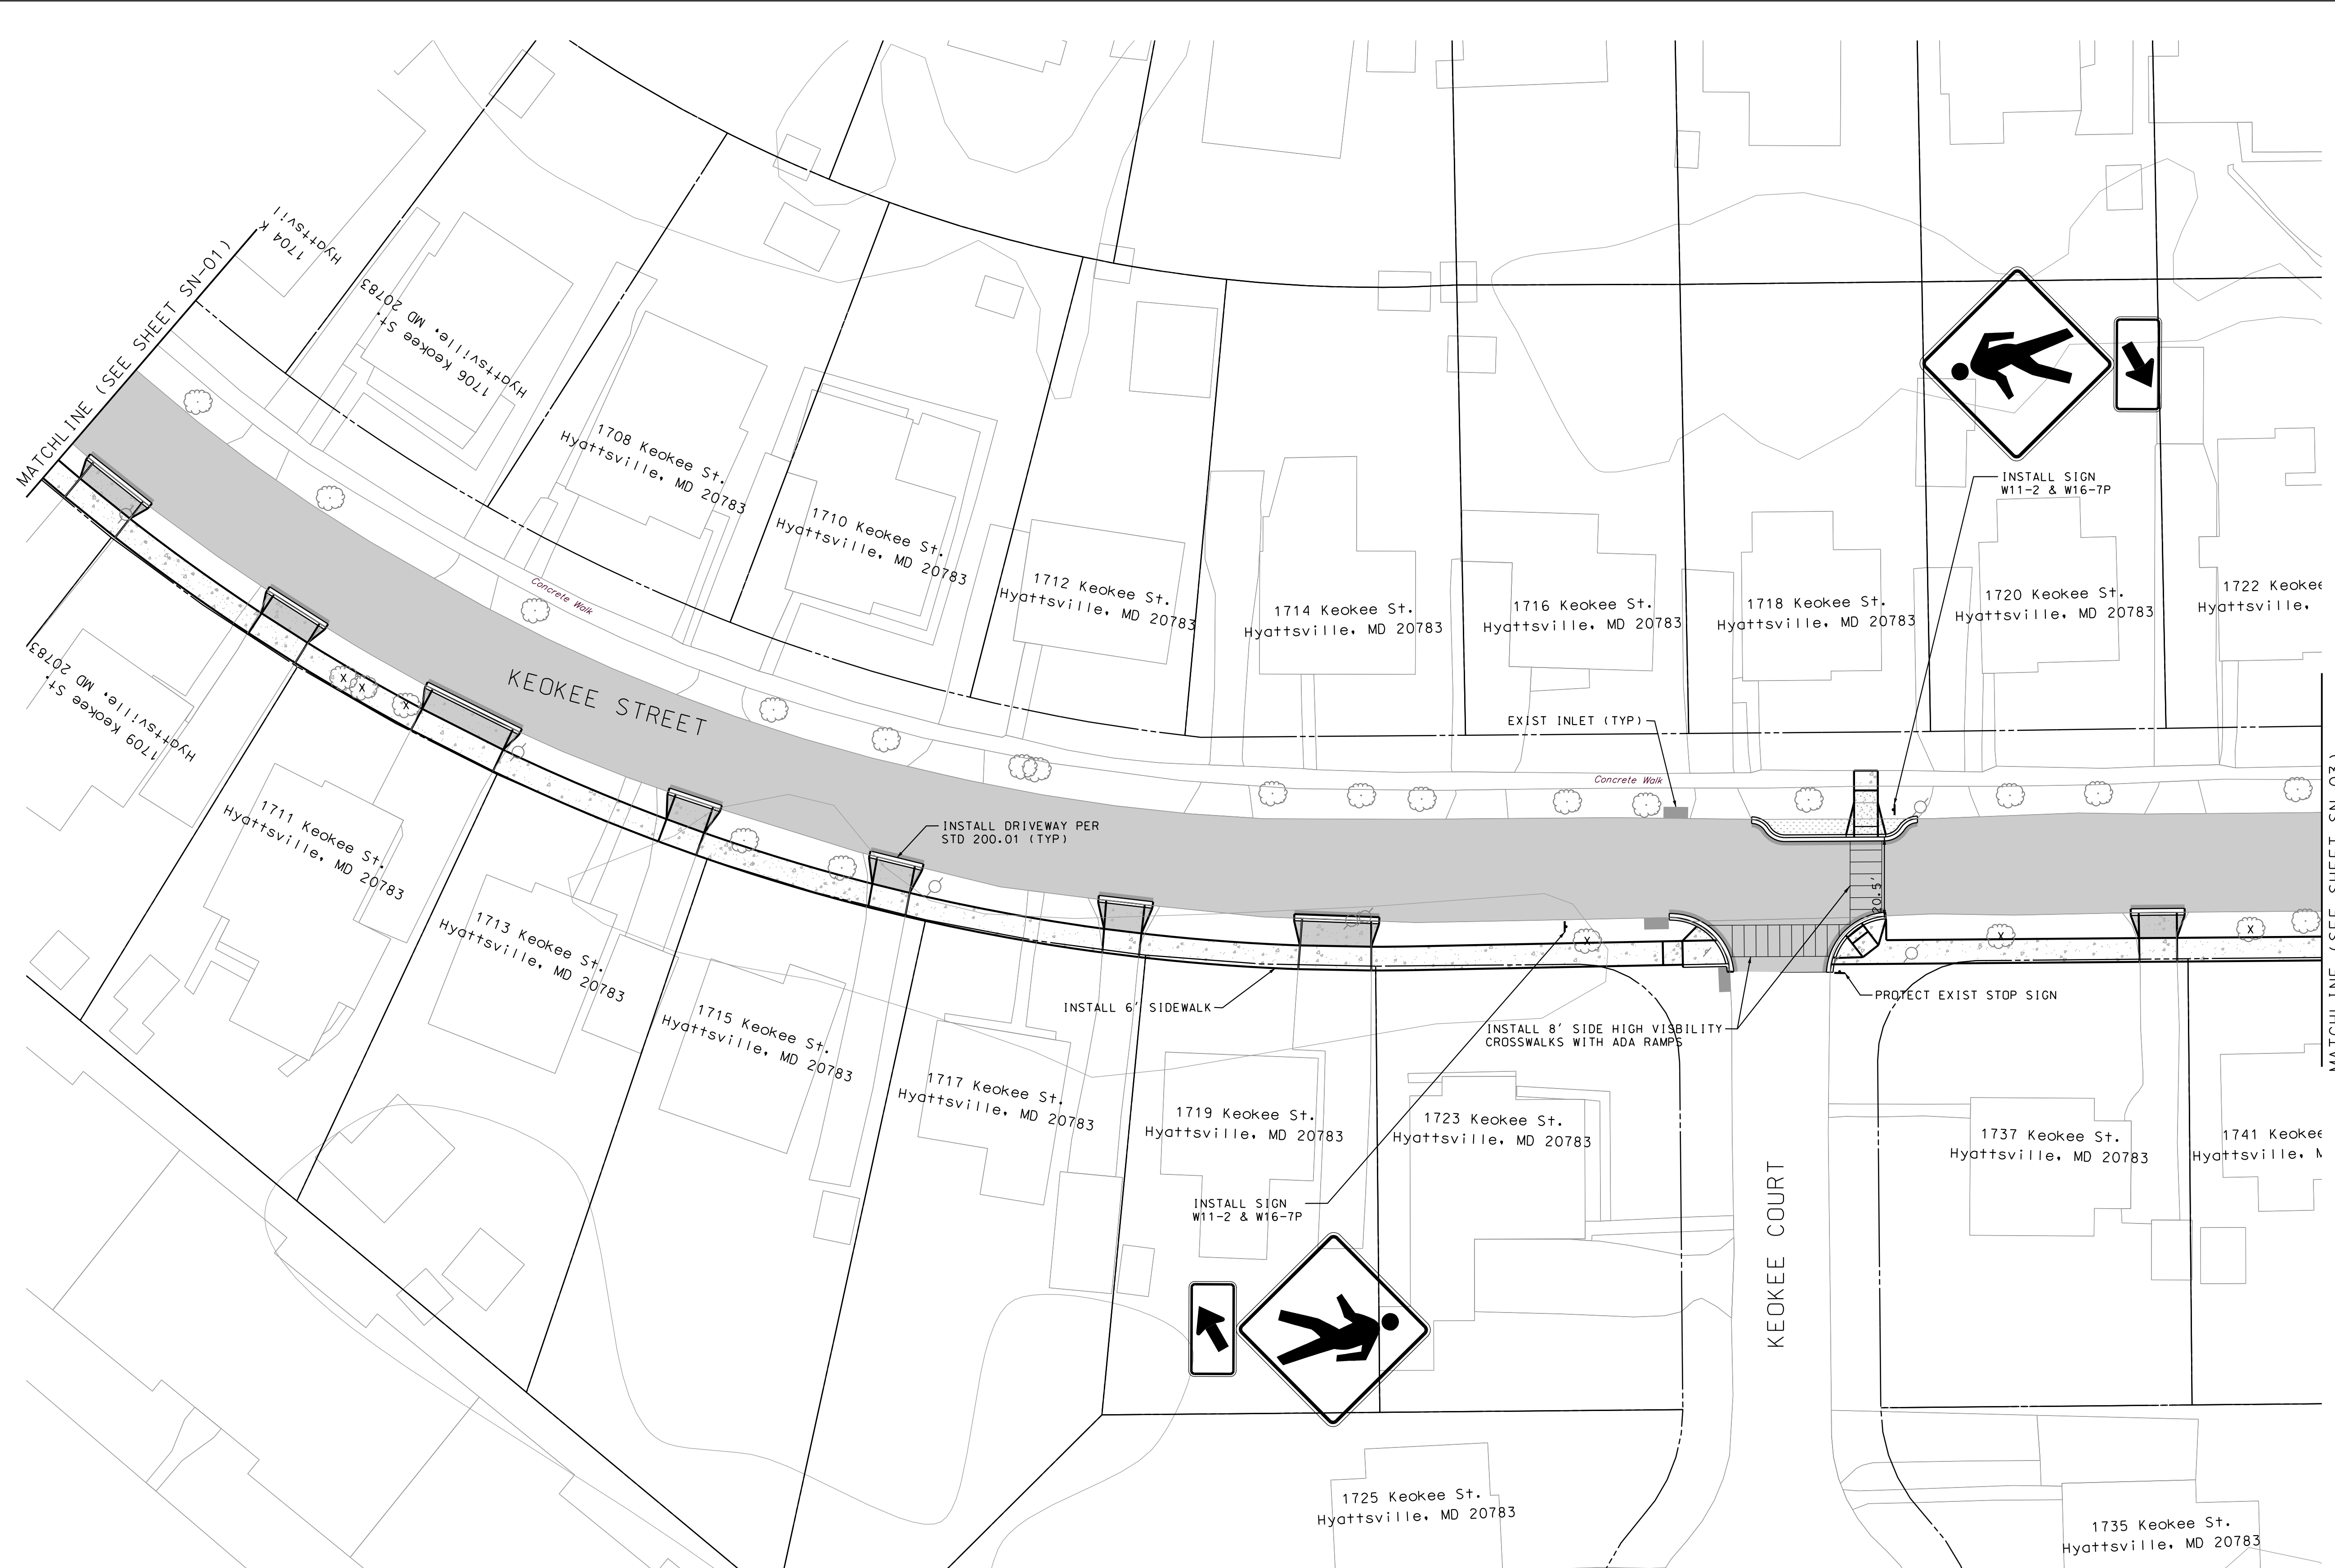 MATCHLINE (SEE SHEET SN-01)
1704 K
Hyattsvil
1706 Keokee St.
Hyattsville, MD 20783
1708 Keokee St.
Hyattsville, MD 20783
1710 Keokee St.
Hyattsville, MD 20783
1712 Keokee St.
Hyattsville, MD 20783
1714 Keokee St.
Hyattsville, MD 20783
1716 Keokee St.
Hyattsville, MD 20783
1718 Keokee St.
Hyattsville, MD 20783
1720 Keokee St.
Hyattsville, MD 20783
1722 Keokee
Hyattsville,
INSTALL SIGN
W11-2 & W16-7P
Concrete Walk
KEOKEE STREET
EXIST INLET (TYP)
Concrete Walk
INSTALL DRIVEWAY PER
STD 200.01 (TYP)
20.5'
MATCHLINE (SEE SHEET SN-03)
X
X
X
X
X
X
1709 Keokee St.
Hyattsville, MD 20783
1711 Keokee St.
Hyattsville, MD 20783
1713 Keokee St.
Hyattsville, MD 20783
1715 Keokee St.
Hyattsville, MD 20783
1717 Keokee St.
Hyattsville, MD 20783
INSTALL 6' SIDEWALK
PROTECT EXIST STOP SIGN
INSTALL 8' SIDE HIGH VISBILITY
CROSSWALKS WITH ADA RAMPS
1719 Keokee St.
Hyattsville, MD 20783
1723 Keokee St.
Hyattsville, MD 20783
1737 Keokee St.
Hyattsville, MD 20783
1741 Keokee
Hyattsville, M
INSTALL SIGN
W11-2 & W16-7P
KEOKEE COURT
1725 Keokee St.
Hyattsville, MD 20783
1735 Keokee St.
Hyattsville, MD 20783